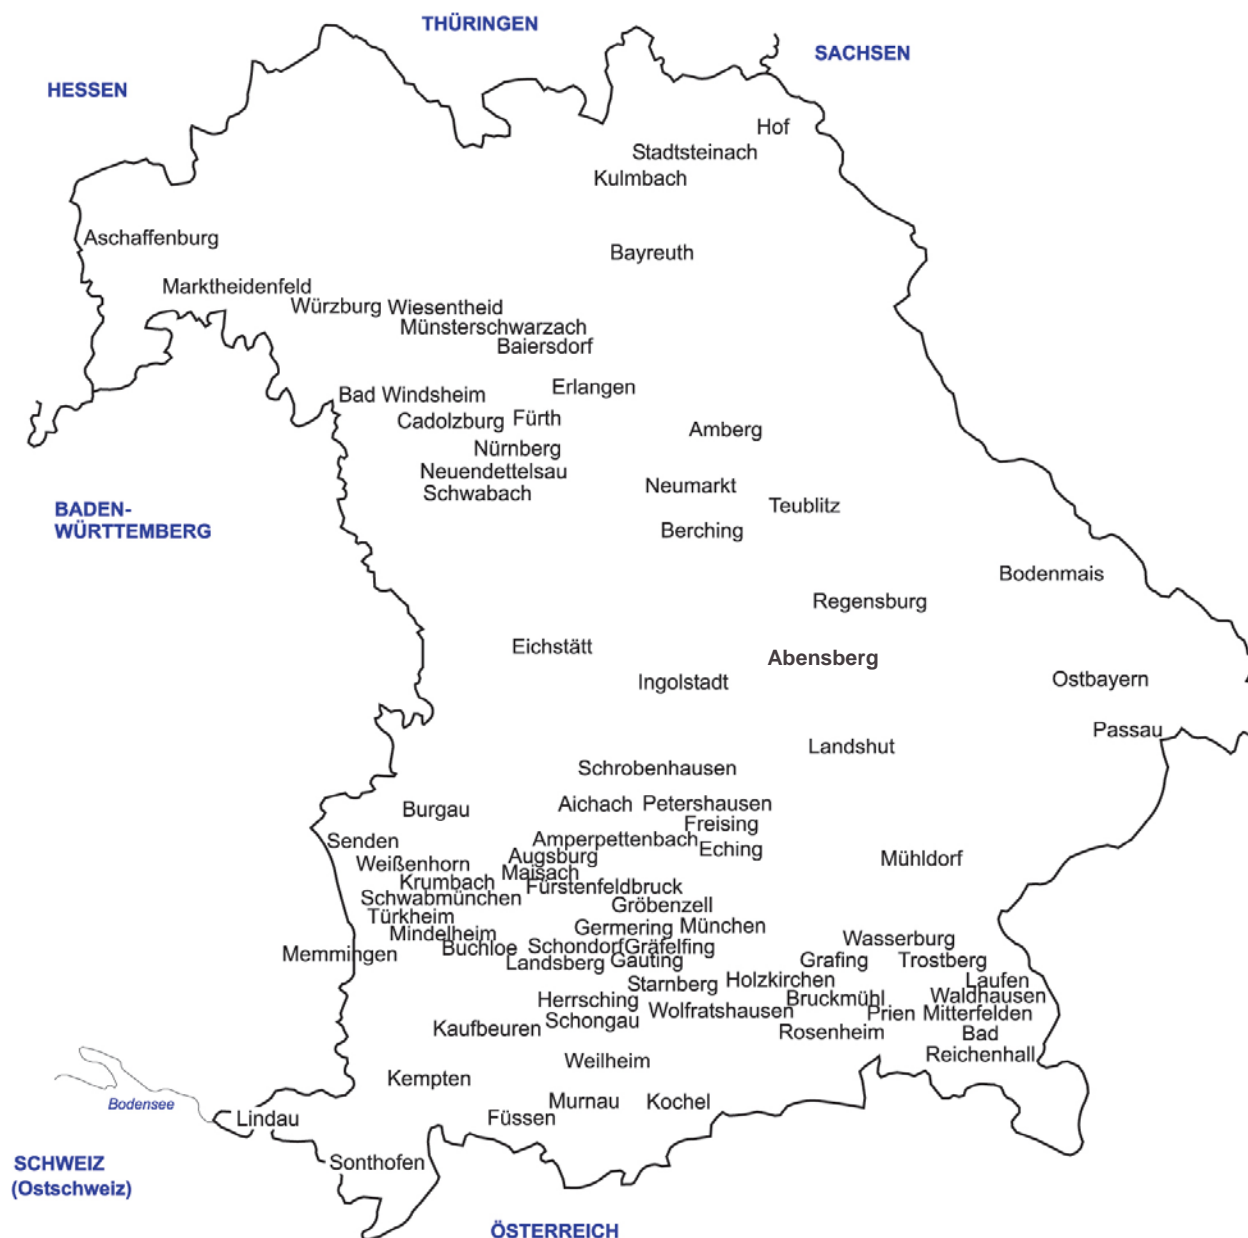 THÜRINGEN
SACHSEN
HESSEN
Hof
Stadtsteinach
Kulmbach
Aschaffenburg
Bayreuth
Marktheidenfeld
Würzburg Wiesentheid
Münsterschwarzach
Baiersdorf
Erlangen
Bad Windsheim
Cadolzburg Fürth
Amberg
Nürnberg
Neuendettelsau
Schwabach
Neumarkt
Teublitz
BADEN-
WÜRTTEMBERG
Berching
Bodenmais
Regensburg
Eichstätt
Abensberg
Ingolstadt
Ostbayern
Passau
Landshut
Schrobenhausen
Burgau
Aichach Petershausen
Freising
Senden
Amperpettenbach
Eching
Augsburg
Mühldorf
Weißenhorn
Maisach
Krumbach
Fürstenfeldbruck
Schwabmünchen
Gröbenzell
Türkheim
Germering München
Mindelheim
Wasserburg
Memmingen
Buchloe Schondorf Gräfelfing
Landsberg Gauting
Grafing Trostberg
Starnberg Holzkirchen
Laufen
Herrsching
Bruckmühl
Waldhausen
Wolfratshausen
Prien Mitterfelden
Kaufbeuren
Schongau
Rosenheim
Bad
Reichenhall
Weilheim
Kempten
Bodensee
Murnau Kochel
Lindau
Füssen
Sonthofen
SCHWEIZ
(Ostschweiz)
ÖSTERREICH